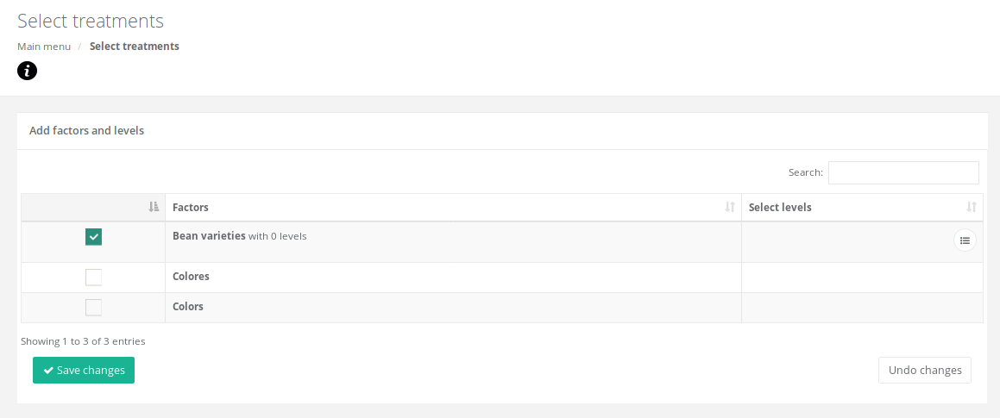 Select treatments
Main menu / Select treatments
Add factors and levels
Search:
Factors Select levels
Bean varieties with 0 levels
Colores
Colors
Showing 1 to 3 of 3 entries
Save changes Undo changes